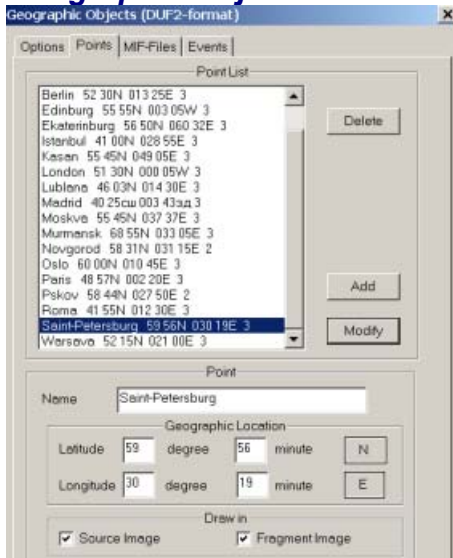 Geographic Objects (DUF2-format)
Options Points MIF-Files Events
Point List
Berlin 52 30N 013 25E 3
Edinburg 55 55N 003 05W 3
Ekaterinburg 56 50N 060 32E 3
Istanbul 41 00N 028 55E 3
Kasan 55 45N 049 05E 3
London 51 30N 000 05W 3
Lublana 46 03N 014 30E 3
Madrid 40 25сш 003 43зд 3
Moskva 55 45N 037 37E 3
Murmansk 68 55N 033 05E 3
Novgorod 58 31N 031 15E 2
Oslo 60 00N 010 45E 3
Paris 48 57N 002 20E 3
Pskov 58 44N 027 50E 2
Roma 41 55N 012 30E 3
Saint-Petersburg 59 56N 030 19E 3
Warsava 52 15N 021 00E 3
Delete
Add
Modify
Point
Name Saint-Petersburg
Geographic Location
Latitude 59 degree 56 minute N
Longitude 30 degree 19 minute E
Draw in
Source Image Fragment Image